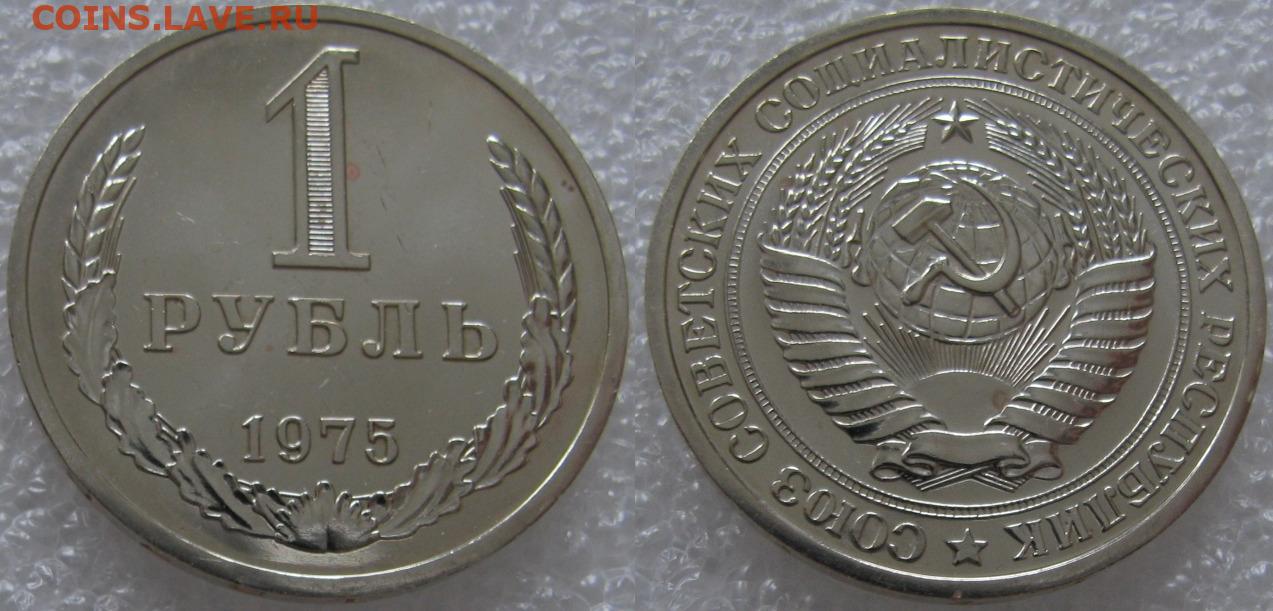 COINS.LAVE.RU
1
РУБЛЬ
1975
СОЮЗ СОВЕТСКИХ СОЦИАЛИСТИЧЕСКИХ РЕСПУБЛИК